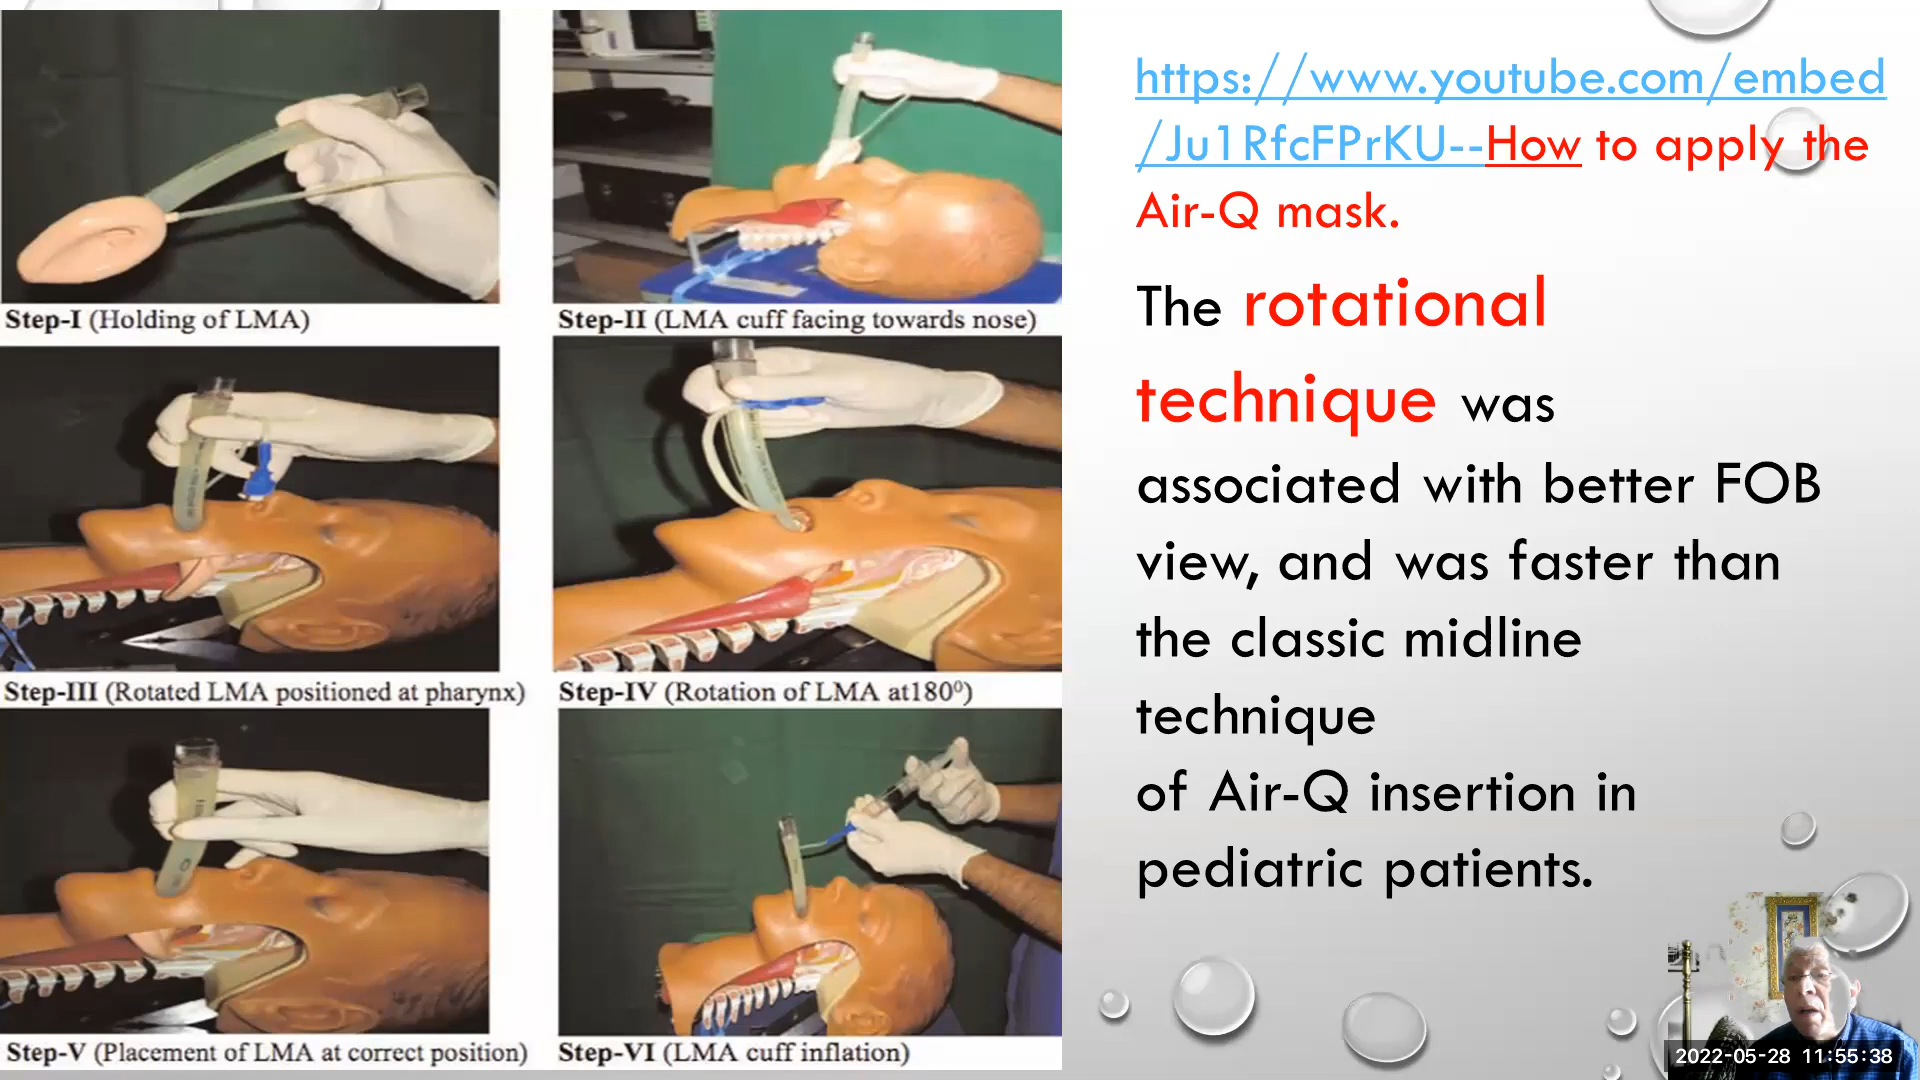 Step-I (Holding of LMA)
Step-II (LMA cuff facing towards nose)
Step-III (Rotated LMA positioned at pharynx)
Step-IV (Rotation of LMA at180⁰)
Step-V (Placement of LMA at correct position)
Step-VI (LMA cuff inflation)
https://www.youtube.com/embed
/Ju1RfcFPrKU--How to apply the
Air-Q mask.
The rotational
technique was
associated with better FOB
view, and was faster than
the classic midline
technique
of Air-Q insertion in
pediatric patients.
2022-05-28 11:55:38